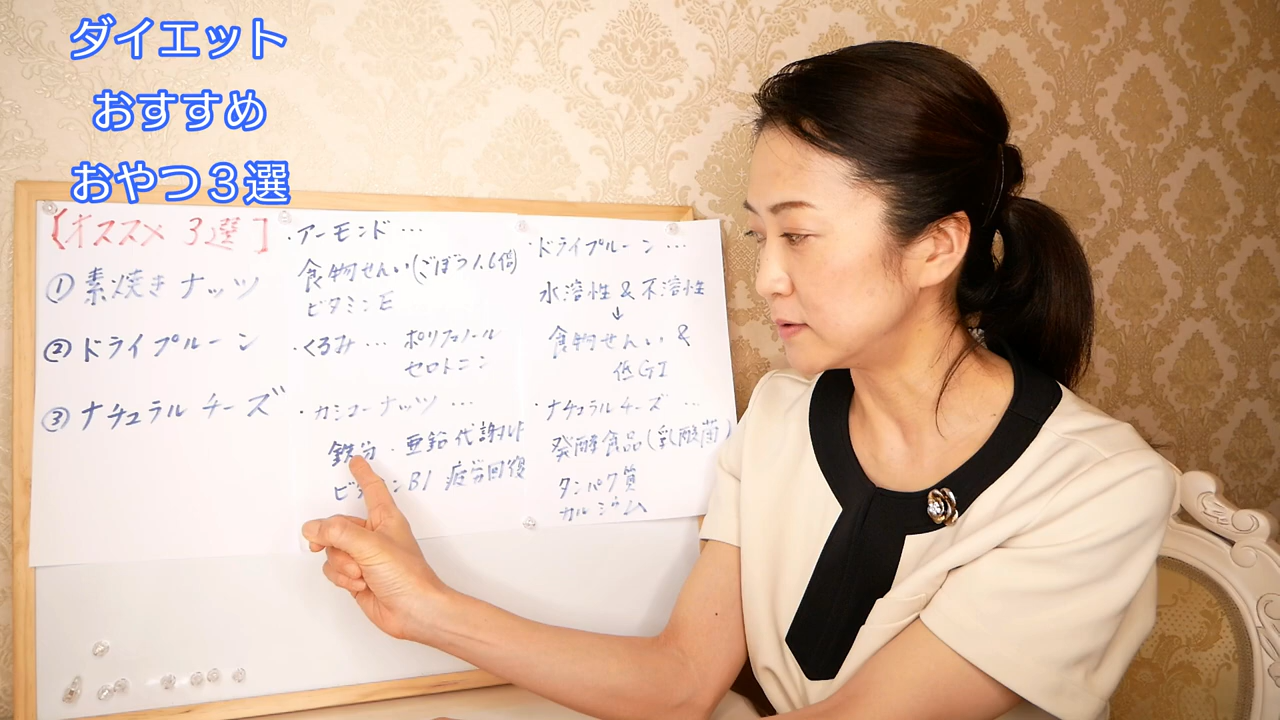 ダイエット
おすすめ
おやつ3選
【オススメ 3選】
① 素焼きナッツ
② ドライプルーン
③ ナチュラルチーズ
・アーモンド…
食物せんい(ごぼう1.6倍)
ビタミンE
・くるみ… ポリフェノール
セロトニン
・カシューナッツ…
鉄分・亜鉛 代謝
ビタミンB1 疲労回復
・ドライプルーン…
水溶性&不溶性
↓
食物せんい&
低GI
・ナチュラルチーズ…
発酵食品(乳酸菌)
タンパク質
カルシウム